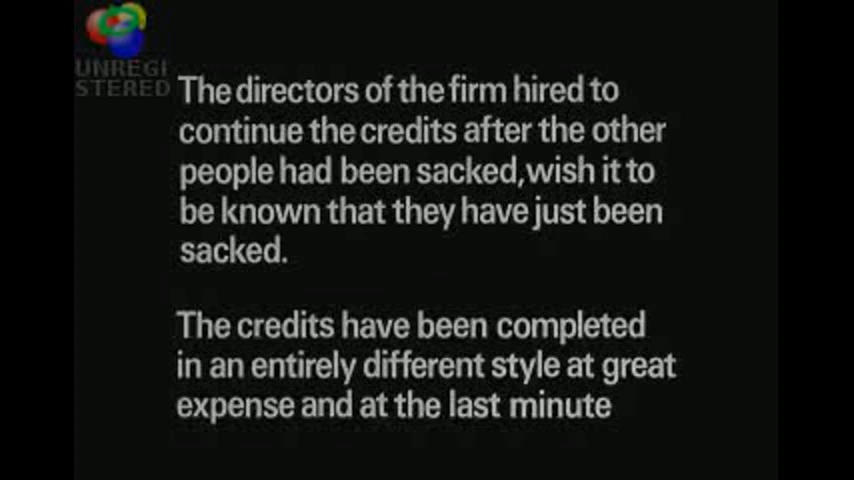 UNREGI
STERED
The directors of the firm hired to
continue the credits after the other
people had been sacked, wish it to
be known that they have just been
sacked.
The credits have been completed
in an entirely different style at great
expense and at the last minute